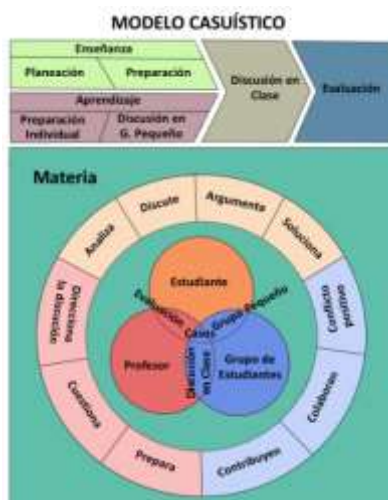 MODELO CASUÍSTICO
Enseñanza
Planeación
Preparación
Aprendizaje
Preparación
Individual
Discusión en
G. Pequeño
Discusión en
Clase
Evaluación
Materia
Analiza
Discute
Argumenta
Soluciona
Conflicto
positivo
Colaboran
Contribuyen
Prepara
Cuestiona
Direcciona
la discusión
Estudiante
Evaluación
Grupo Pequeño
Casos
Profesor
Discusión
en Clase
Grupo de
Estudiantes